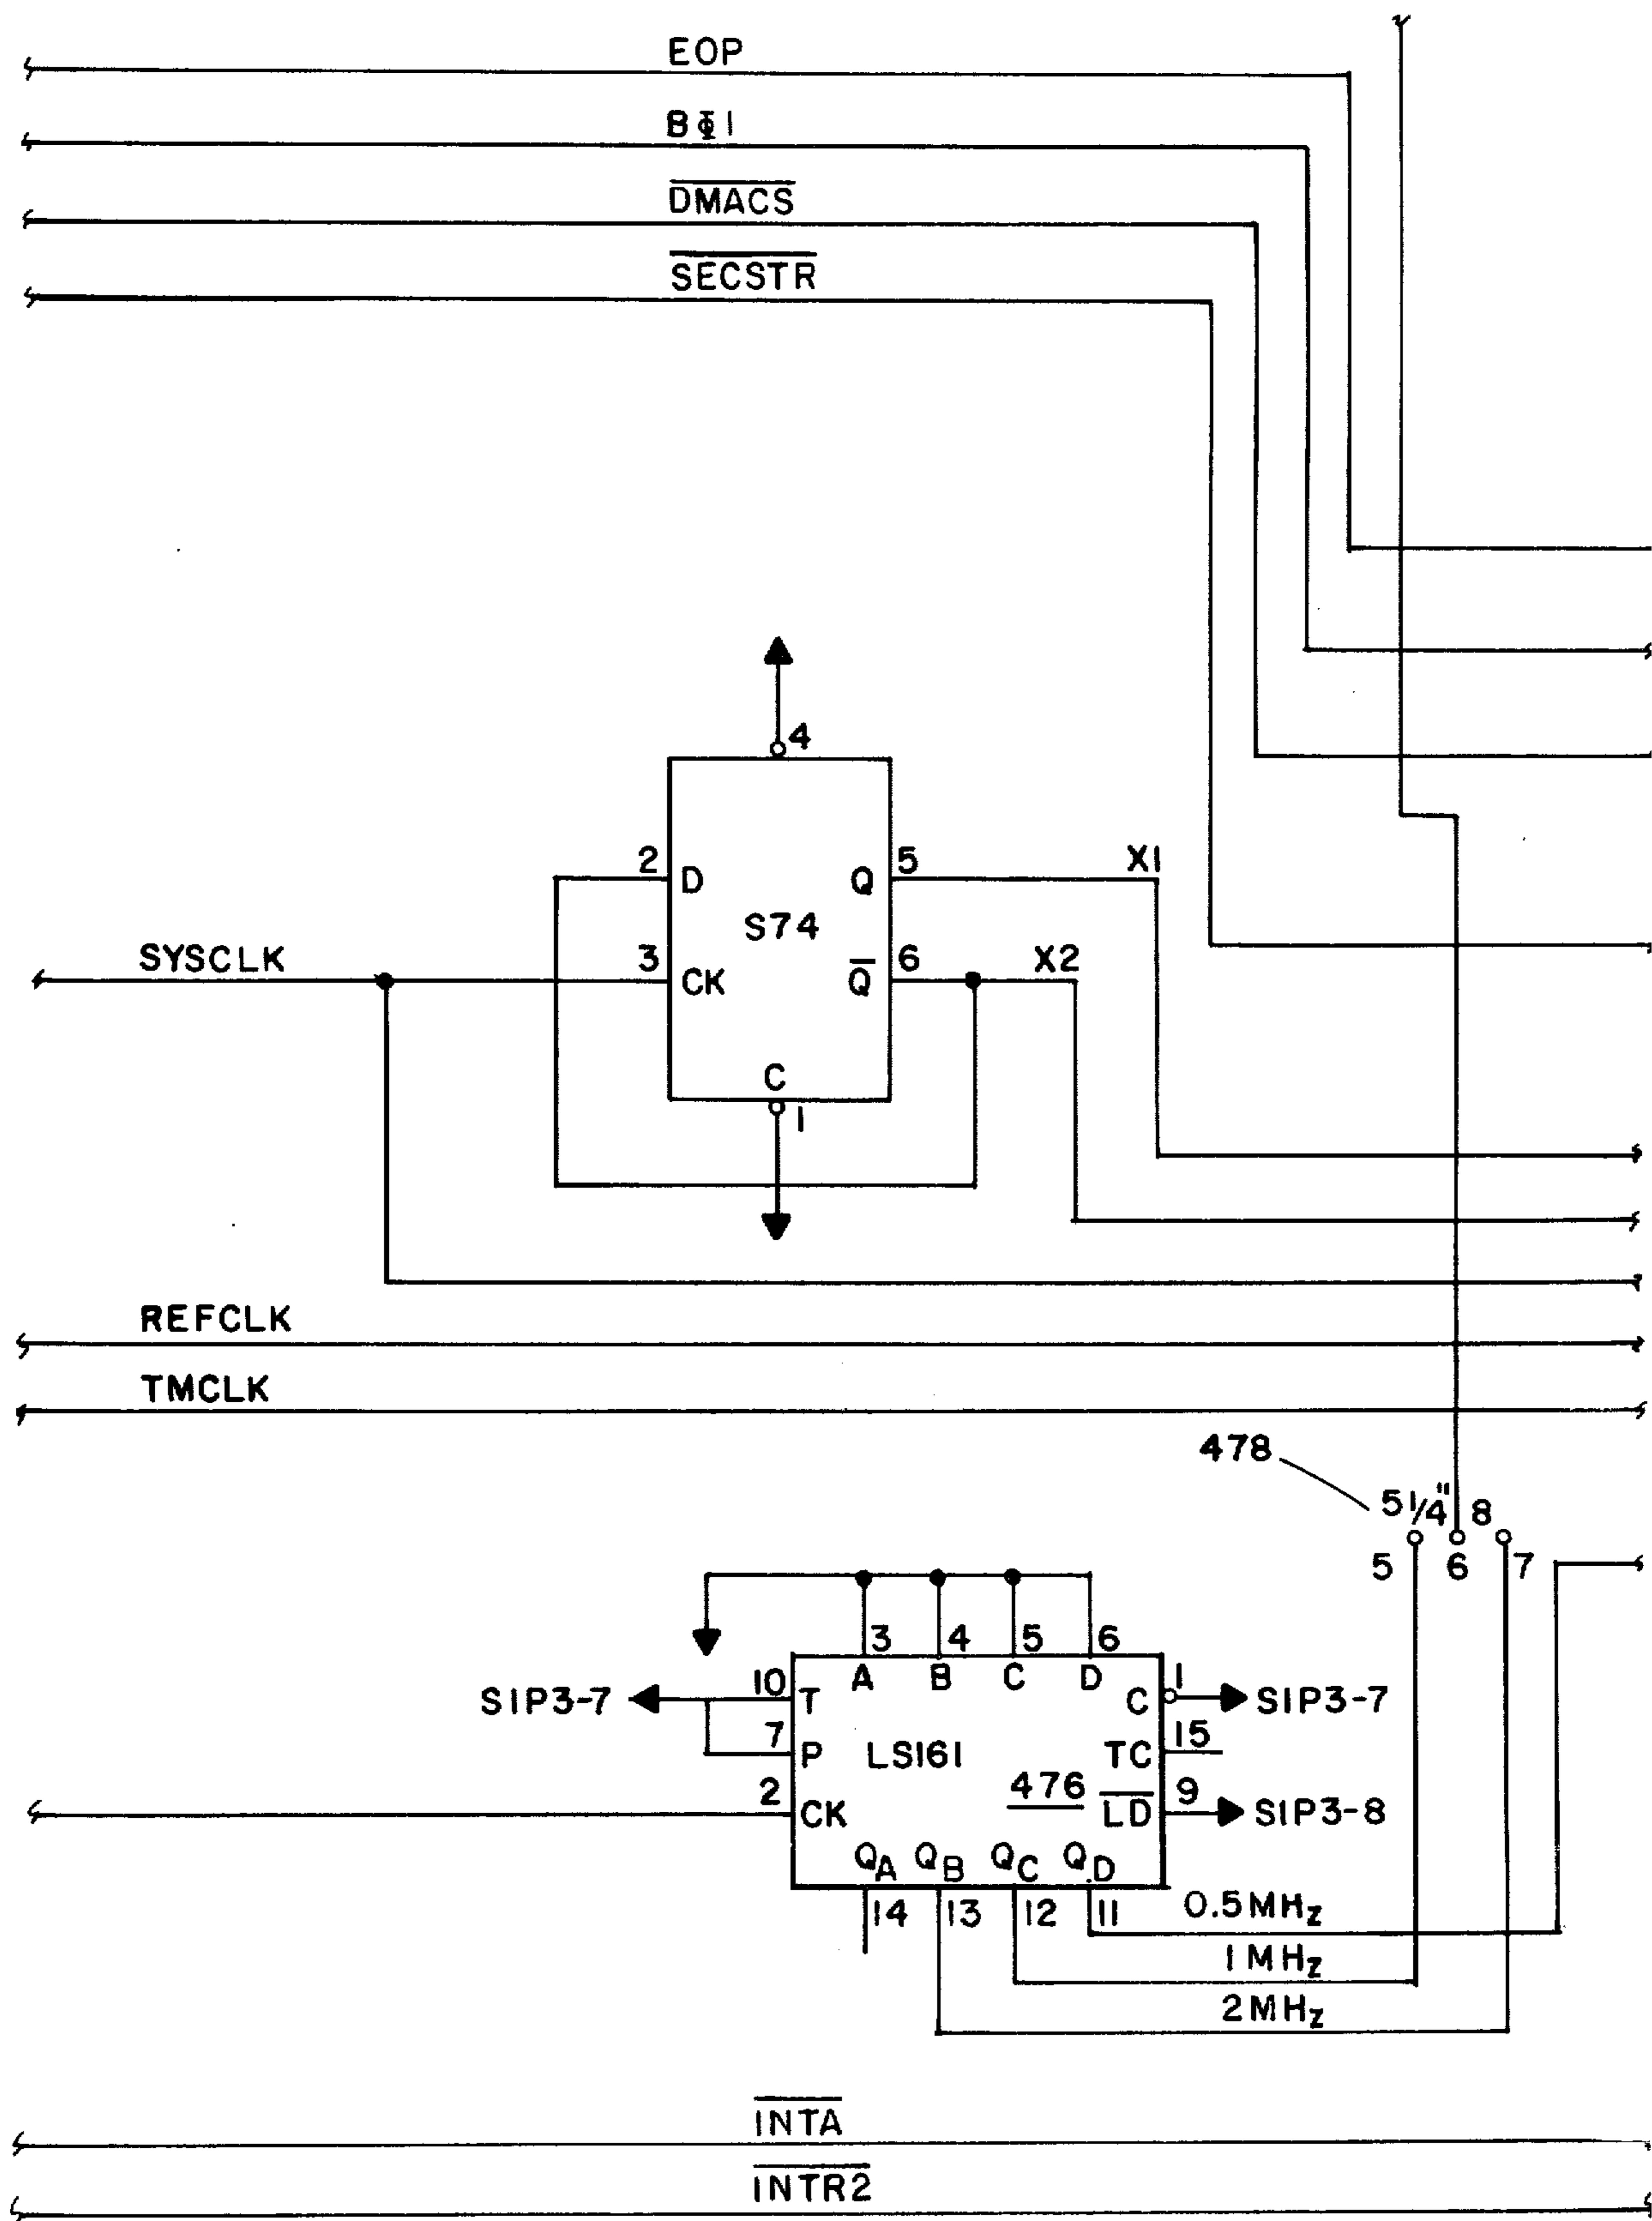 EOP
BΦ1
DMACS
SECSTR
4
2 D Q 5 X1
S74
SYSCLK 3 CK Q 6 X2
C
1
REFCLK
TMCLK
478
5 1/4" 8
5 6 7
3 4 5 6
SIP3-7 10 T A B C D C 1 SIP3-7
7 P LS161 TC 15
2 CK 476 LD 9 SIP3-8
QA QB QC QD
14 13 12 11 0.5MHz
1MHz
2MHz
INTA
INTR2